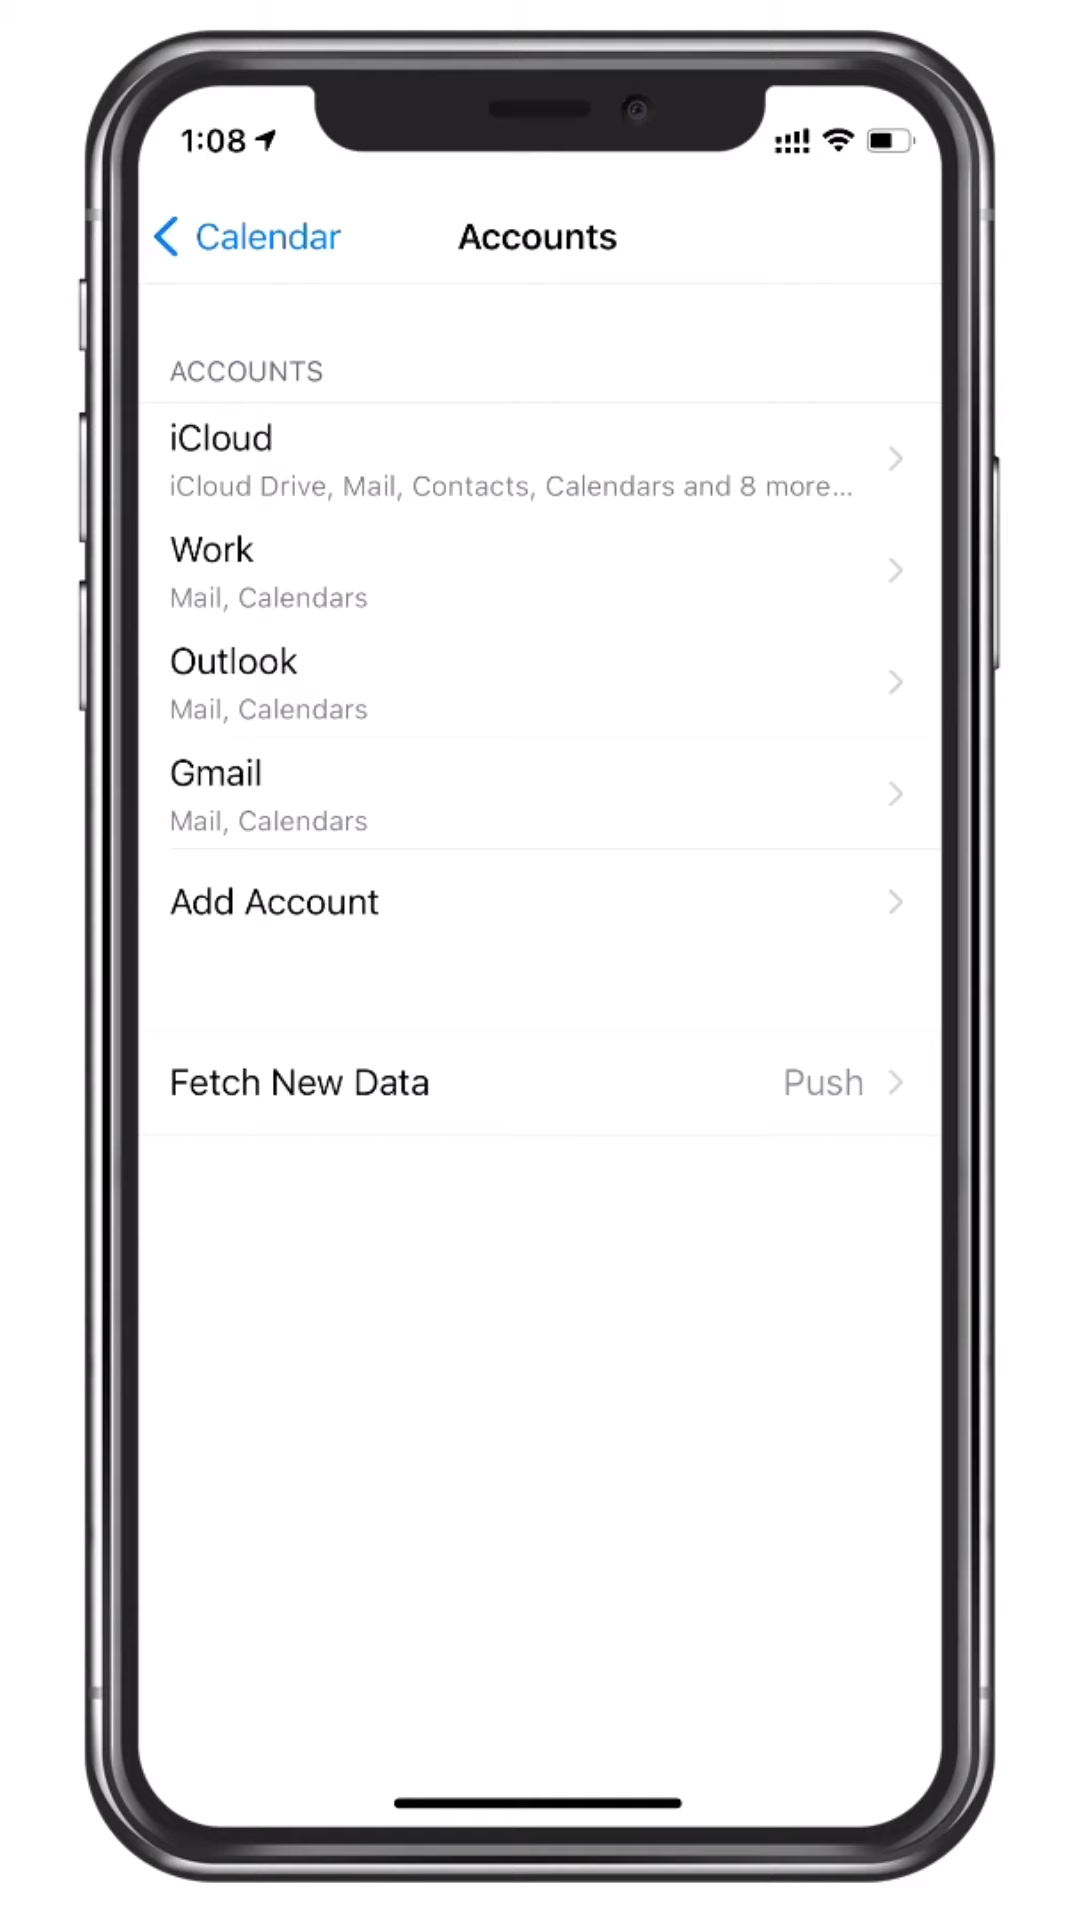 1:08
Calendar
Accounts
ACCOUNTS
iCloud
iCloud Drive, Mail, Contacts, Calendars and 8 more...
Work
Mail, Calendars
Outlook
Mail, Calendars
Gmail
Mail, Calendars
Add Account
Fetch New Data Push